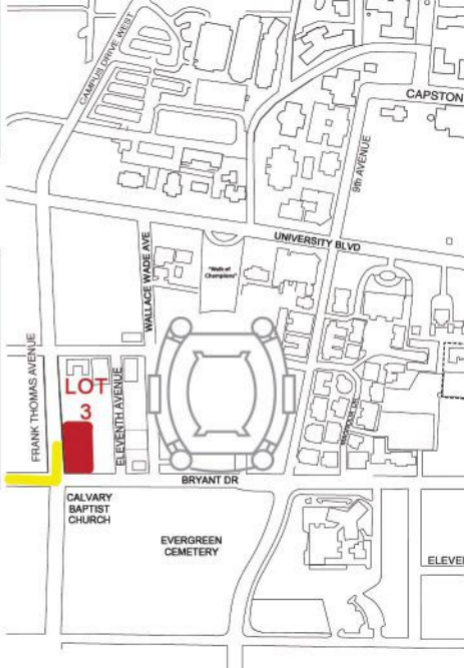 CAMPUS DRIVE WEST
CAPSTON
9th AVENUE
UNIVERSITY BLVD
WALLACE WADE AVE
"Walk of
Champions"
FRANK THOMAS AVENUE
LOT
3
ELEVENTH AVENUE
BRYANT DR
CALVARY
BAPTIST
CHURCH
EVERGREEN
CEMETERY
ELEVE